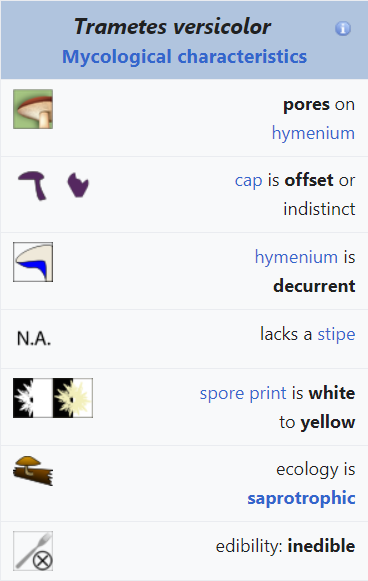 Trametes versicolor
Mycological characteristics
pores on
hymenium
cap is offset or
indistinct
hymenium is
decurrent
N.A.
lacks a stipe
spore print is white
to yellow
ecology is
saprotrophic
edibility: inedible